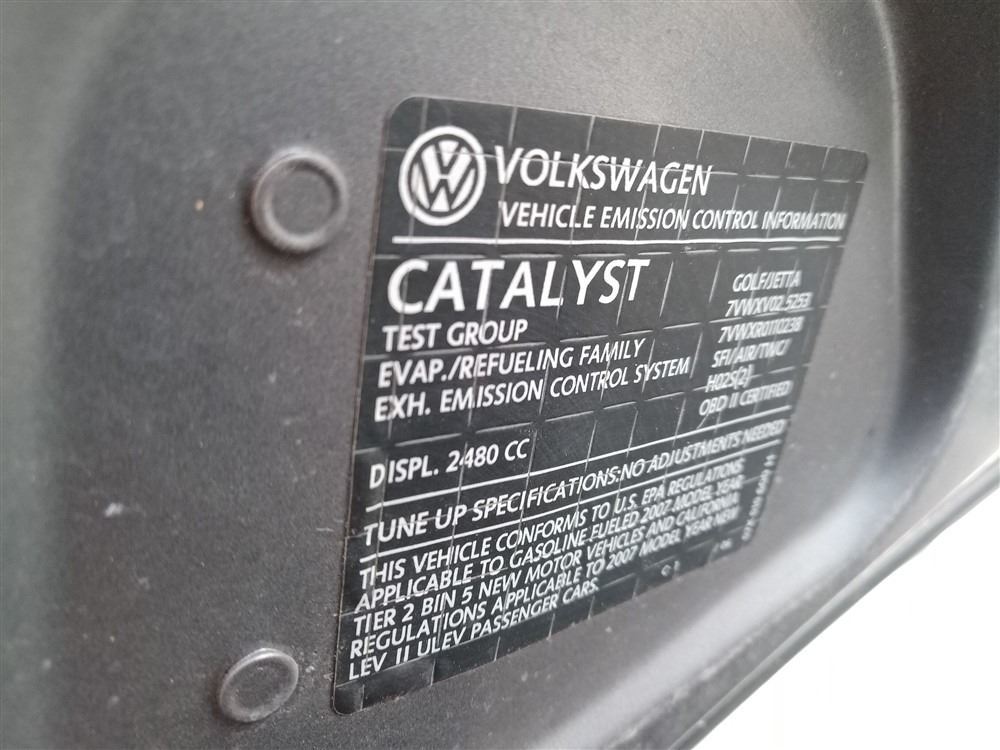 VOLKSWAGEN
VEHICLE EMISSION CONTROL INFORMATION
CATALYST GOLF/JETTA
TEST GROUP 7VWXV02.5253
EVAP./REFUELING FAMILY 7VWXR0110238
EXH. EMISSION CONTROL SYSTEM SFI/AIR/TWC/
HO2S(2)
DISPL. 2480 CC OBD II CERTIFIED
TUNE UP SPECIFICATIONS:NO ADJUSTMENTS NEEDED
THIS VEHICLE CONFORMS TO U.S. EPA REGULATIONS
APPLICABLE TO GASOLINE FUELED 2007 MODEL YEAR
TIER 2 BIN 5 NEW MOTOR VEHICLES AND CALIFORNIA
REGULATIONS APPLICABLE TO 2007 MODEL YEAR NEW
LEV II ULEV PASSENGER CARS.